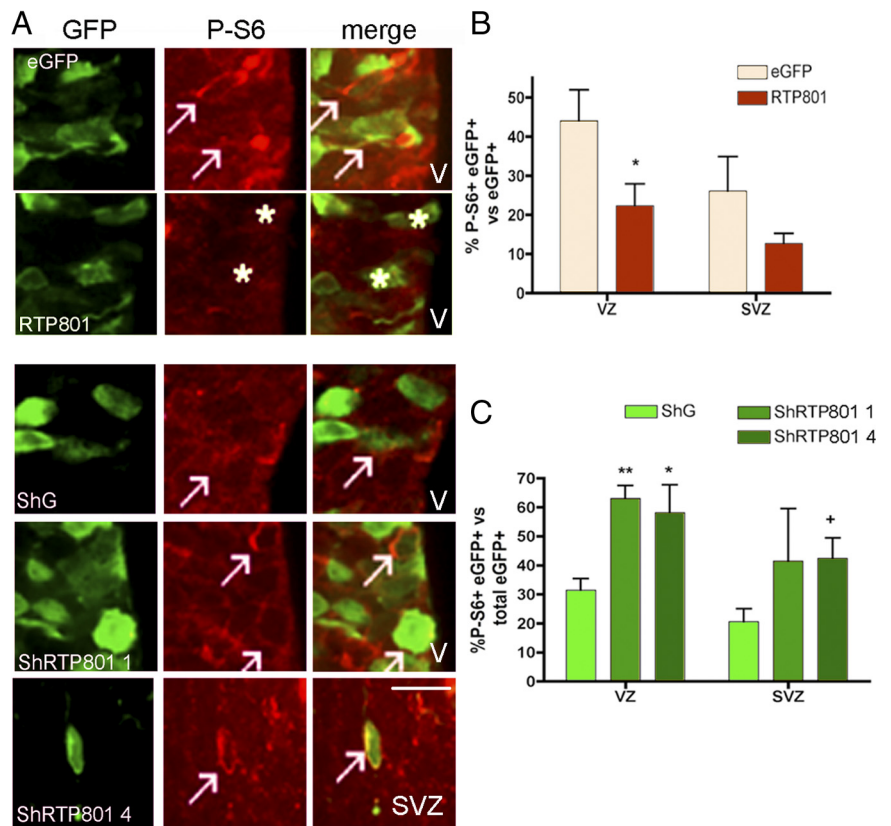 A
GFP P-S6 merge
eGFP
V
RTP801
V
ShG
V
ShRTP801 1
V
ShRTP801 4
SVZ
B
eGFP
RTP801
% P-S6+ eGFP+
vs eGFP+
50
40
30
20
10
0
*
VZ SVZ
C
ShG
ShRTP801 1
ShRTP801 4
%P-S6+ eGFP+ vs
total eGFP+
70
60
50
40
30
20
10
0
** * +
VZ SVZ